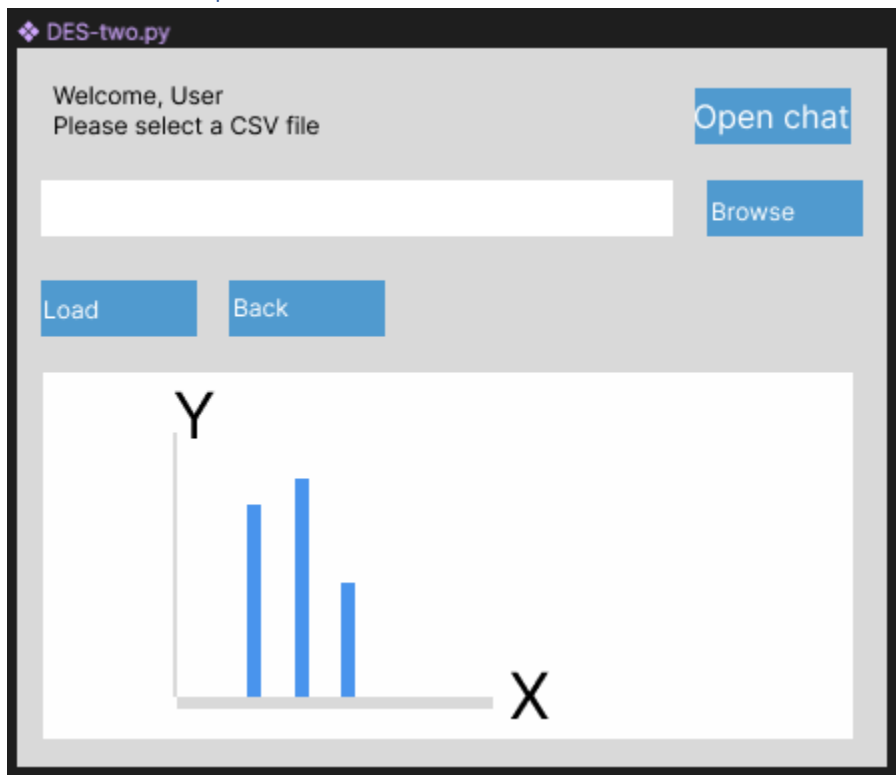 DES-two.py
Welcome, User
Please select a CSV file
Open chat
Browse
Load
Back
Y
X